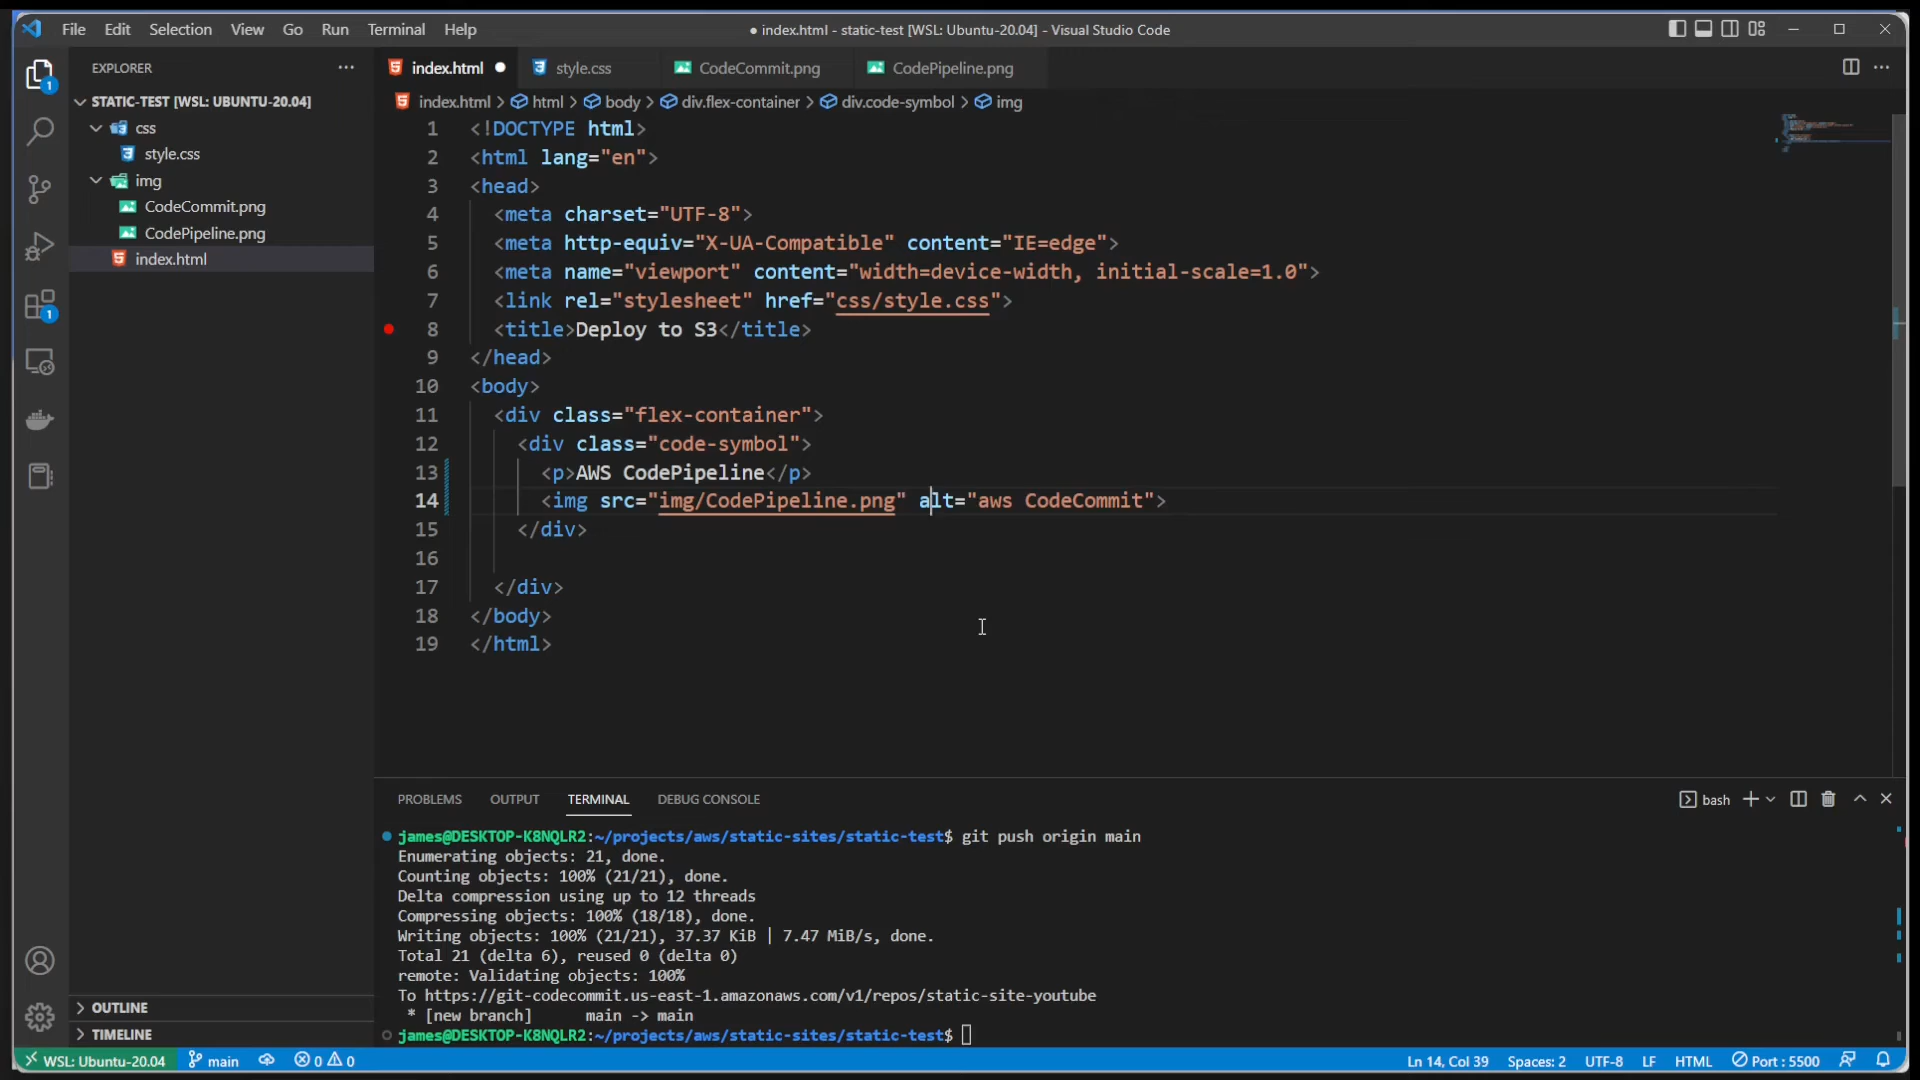 File Edit Selection View Go Run Terminal Help
● index.html - static-test [WSL: Ubuntu-20.04] - Visual Studio Code
EXPLORER
STATIC-TEST [WSL: UBUNTU-20.04]
css
style.css
img
CodeCommit.png
CodePipeline.png
index.html
OUTLINE
TIMELINE
1
1
index.html style.css CodeCommit.png CodePipeline.png
index.html > html > body > div.flex-container > div.code-symbol > img
1 <!DOCTYPE html>
2 <html lang="en">
3 <head>
4 <meta charset="UTF-8">
5 <meta http-equiv="X-UA-Compatible" content="IE=edge">
6 <meta name="viewport" content="width=device-width, initial-scale=1.0">
7 <link rel="stylesheet" href="css/style.css">
8 <title>Deploy to S3</title>
9 </head>
10 <body>
11 <div class="flex-container">
12 <div class="code-symbol">
13 <p>AWS CodePipeline</p>
14 <img src="img/CodePipeline.png" alt="aws CodeCommit">
15 </div>
16
17 </div>
18 </body>
19 </html>
PROBLEMS OUTPUT TERMINAL DEBUG CONSOLE
bash
james@DESKTOP-K8NQLR2:~/projects/aws/static-sites/static-test$ git push origin main
Enumerating objects: 21, done.
Counting objects: 100% (21/21), done.
Delta compression using up to 12 threads
Compressing objects: 100% (18/18), done.
Writing objects: 100% (21/21), 37.37 KiB | 7.47 MiB/s, done.
Total 21 (delta 6), reused 0 (delta 0)
remote: Validating objects: 100%
To https://git-codecommit.us-east-1.amazonaws.com/v1/repos/static-site-youtube
* [new branch] main -> main
james@DESKTOP-K8NQLR2:~/projects/aws/static-sites/static-test$
WSL: Ubuntu-20.04 main 0 0 Ln 14, Col 39 Spaces: 2 UTF-8 LF HTML Port : 5500